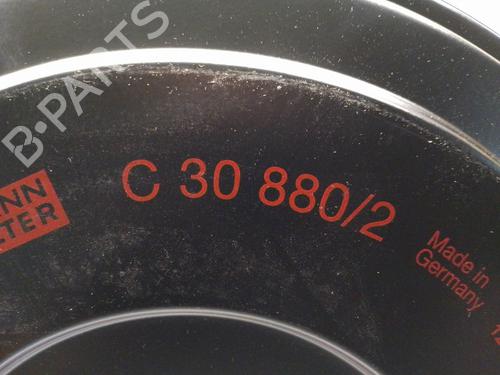 B-PARTS
C 30 880/2
Made in
Germany